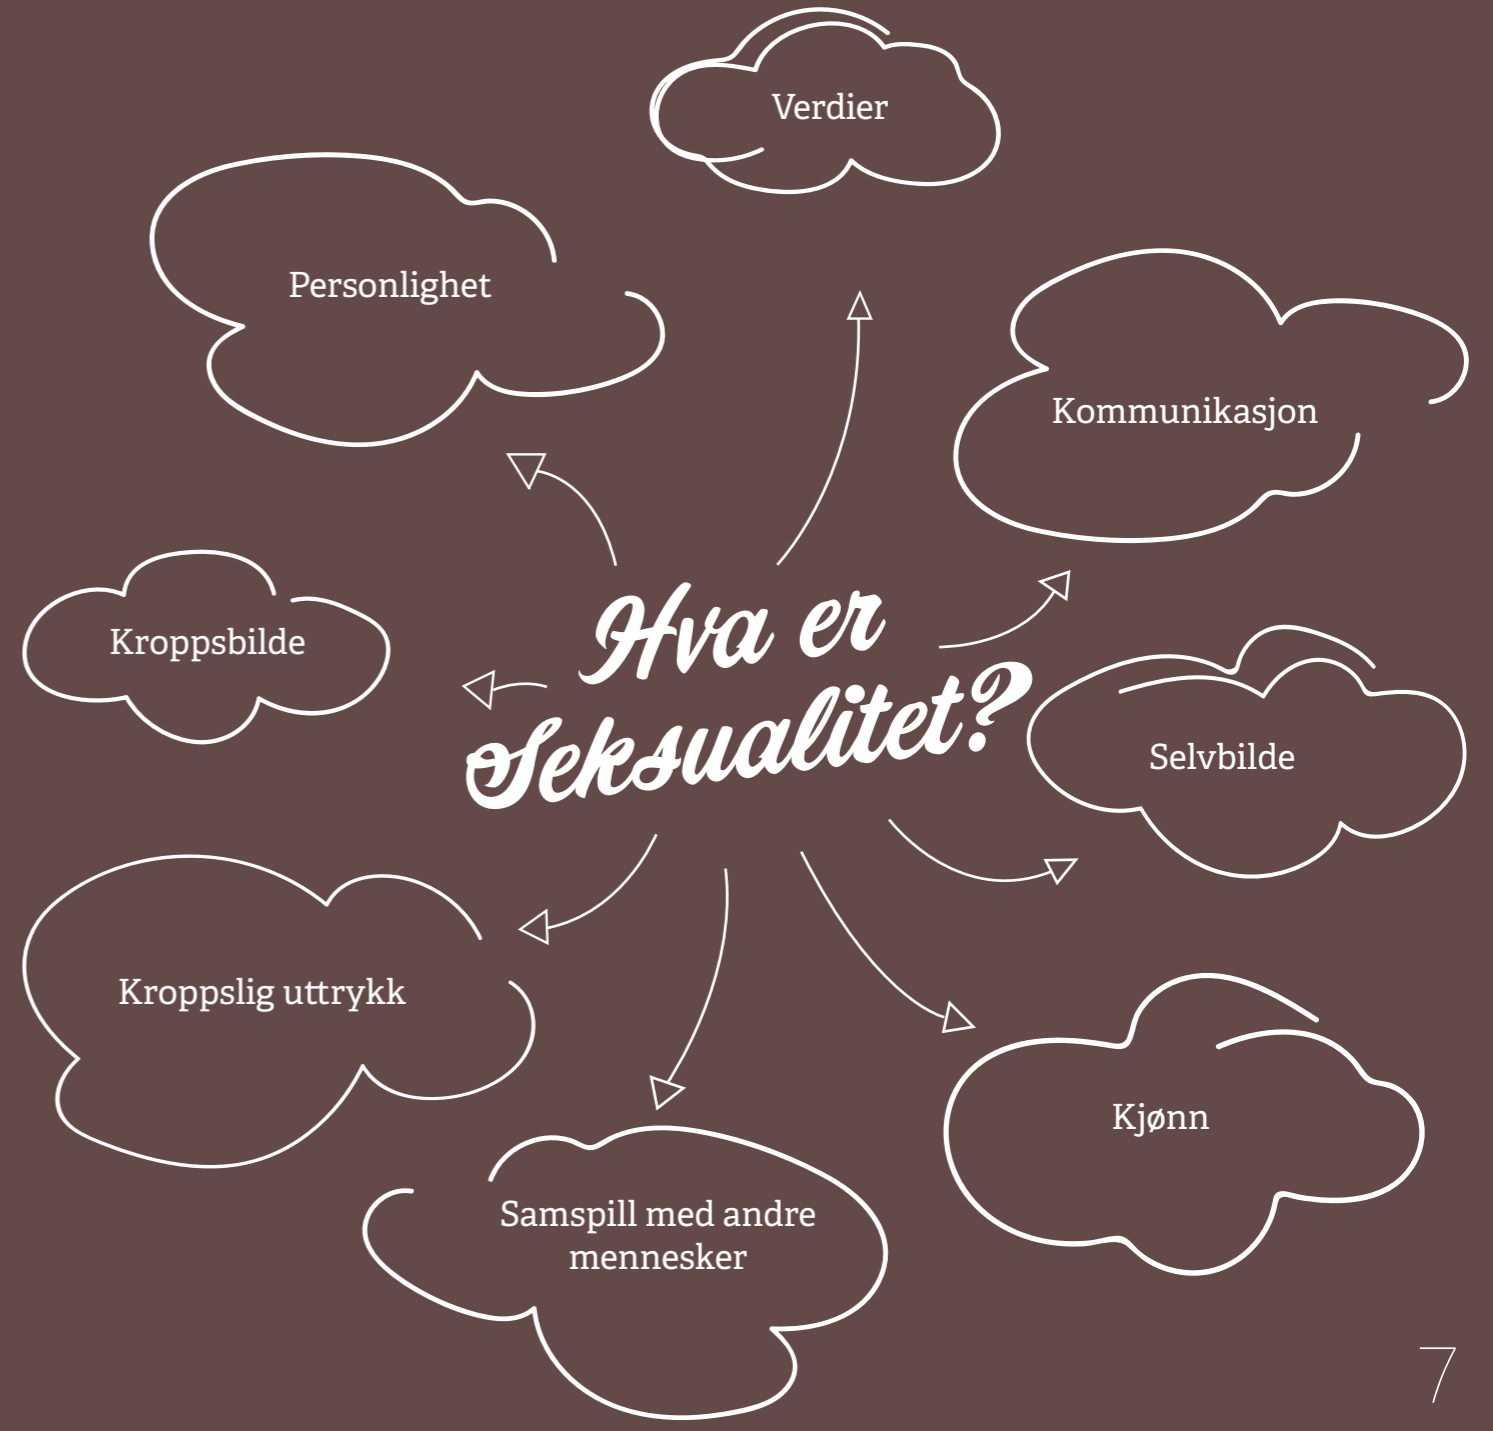 Verdier
Personlighet
Kommunikasjon
Kroppsbilde
Hva er
Seksualitet?
Selvbilde
Kroppslig uttrykk
Kjønn
Samspill med andre
mennesker
7